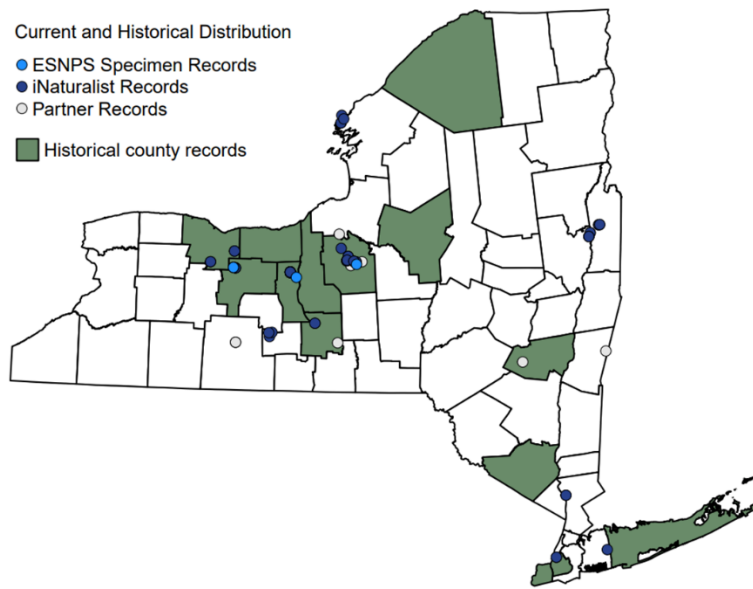 Current and Historical Distribution
ESNPS Specimen Records
iNaturalist Records
Partner Records
Historical county records